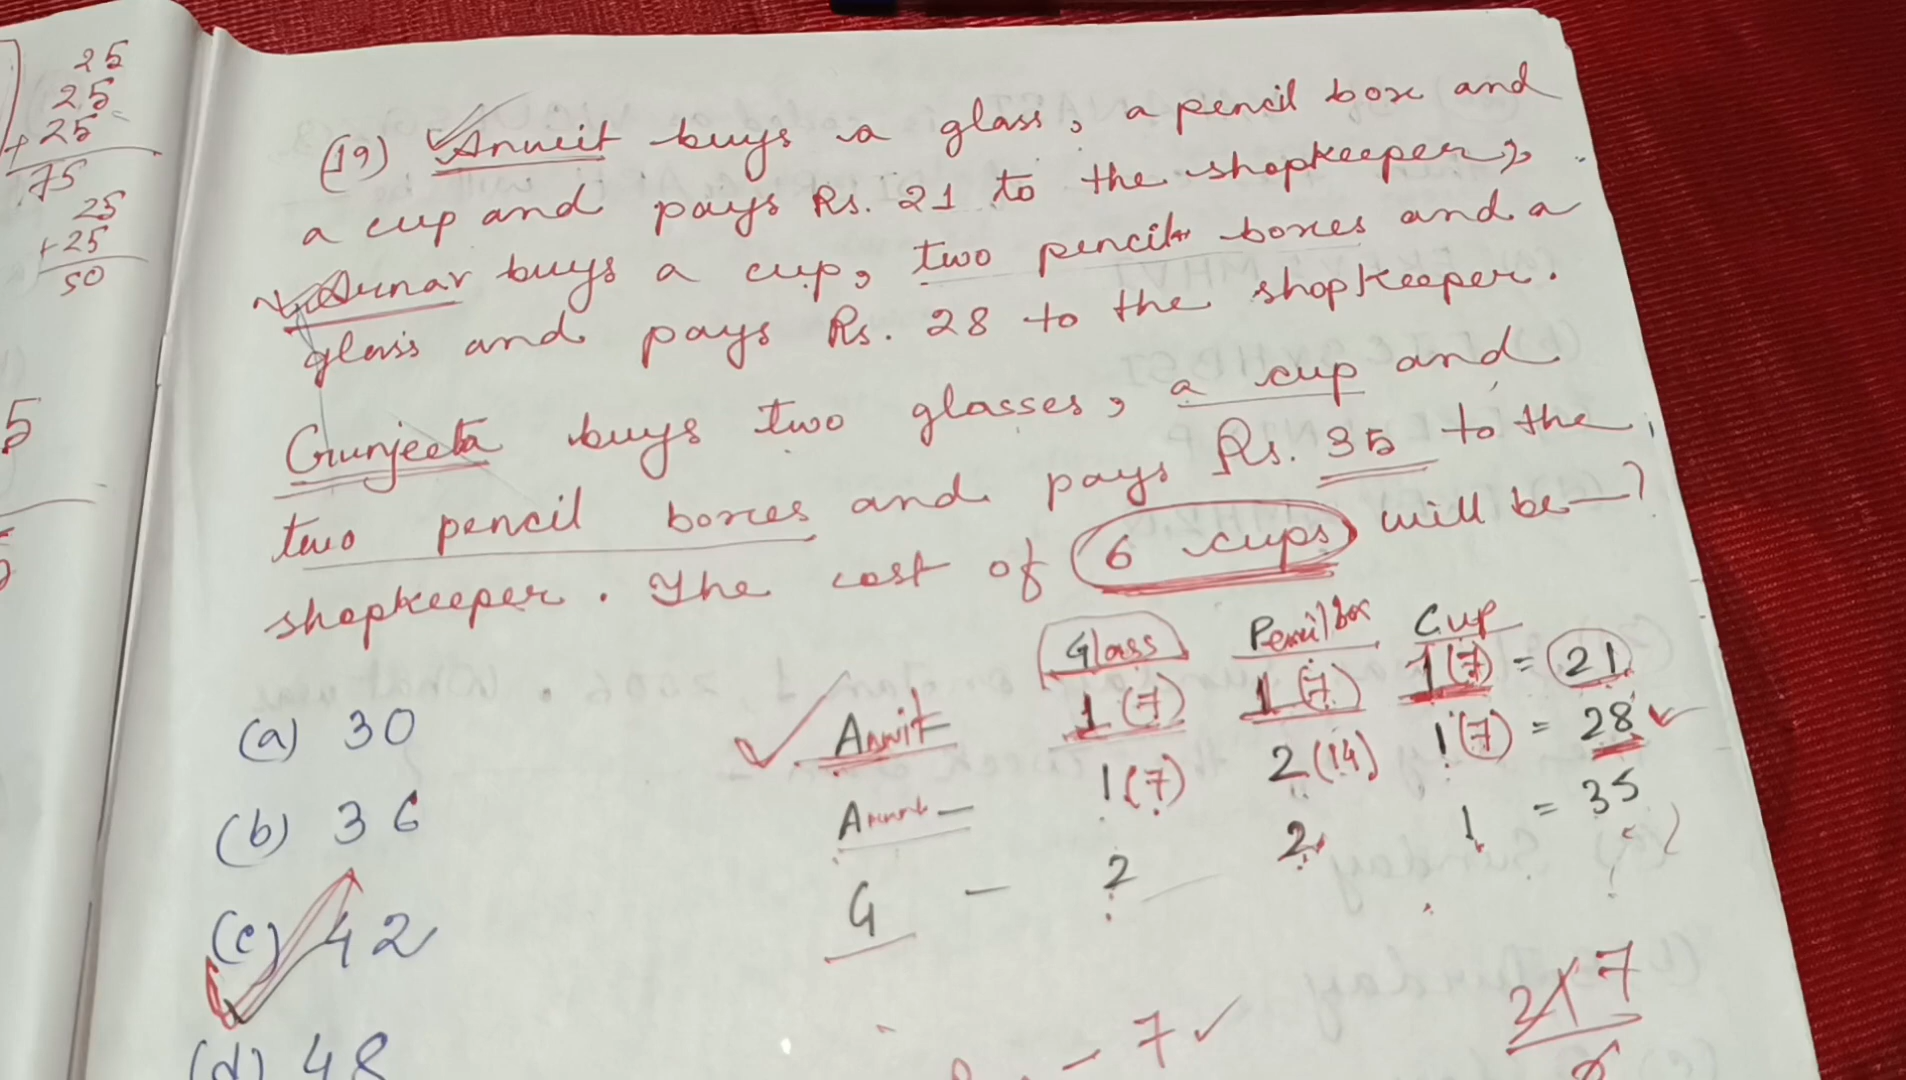 25
25
+ 25
75
25
+ 25
50
5
(19) Anuit buys a glass, a pencil box and
a cup and pays Rs. 21 to the shopkeeper,
buys a cup, two pencil boxes and a
glass and pays Rs. 28 to the shopkeeper.
Gunjeeta buys two glasses, a cup and
two pencil boxes and pays Rs. 35 to the
shopkeeper. The cost of 6 cups will be — ?
Glass Pencil box Cup
Anuit 1 (7) 1 (7) 1 (7) = 21
1 (7) 2 (14) 1 (7) = 28
G — 2 2 1 = 35
(a) 30
(b) 36
(c) 42
(d) 48
- 7
21 7